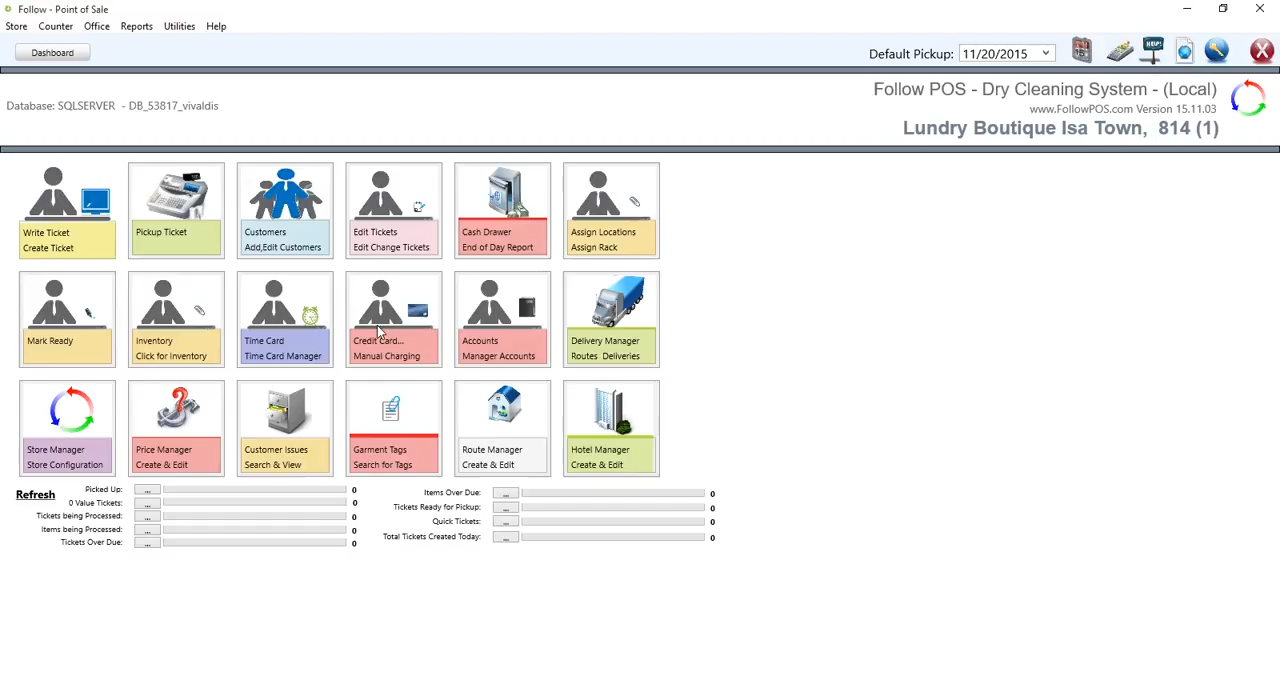 Follow - Point of Sale
Store Counter Office Reports Utilities Help
Dashboard
Default Pickup: 11/20/2015
HELP!
Database: SQLSERVER - DB_53817_vivaldis
Follow POS - Dry Cleaning System - (Local)
www.FollowPOS.com Version 15.11.03
Lundry Boutique Isa Town, 814 (1)
Write Ticket
Create Ticket
Pickup Ticket
Customers
Add,Edit Customers
Edit Tickets
Edit Change Tickets
Cash Drawer
End of Day Report
Assign Locations
Assign Rack
Mark Ready
Inventory
Click for Inventory
Time Card
Time Card Manager
Credit Card...
Manual Charging
Accounts
Manager Accounts
Delivery Manager
Routes Deliveries
Store Manager
Store Configuration
Price Manager
Create & Edit
Customer Issues
Search & View
Garment Tags
Search for Tags
Route Manager
Create & Edit
Hotel Manager
Create & Edit
Refresh
Picked Up: ... 0
0 Value Tickets: ... 0
Tickets being Processed: ... 0
Items being Processed: ... 0
Tickets Over Due: ... 0
Items Over Due: ... 0
Tickets Ready for Pickup: ... 0
Quick Tickets: ... 0
Total Tickets Created Today: ... 0